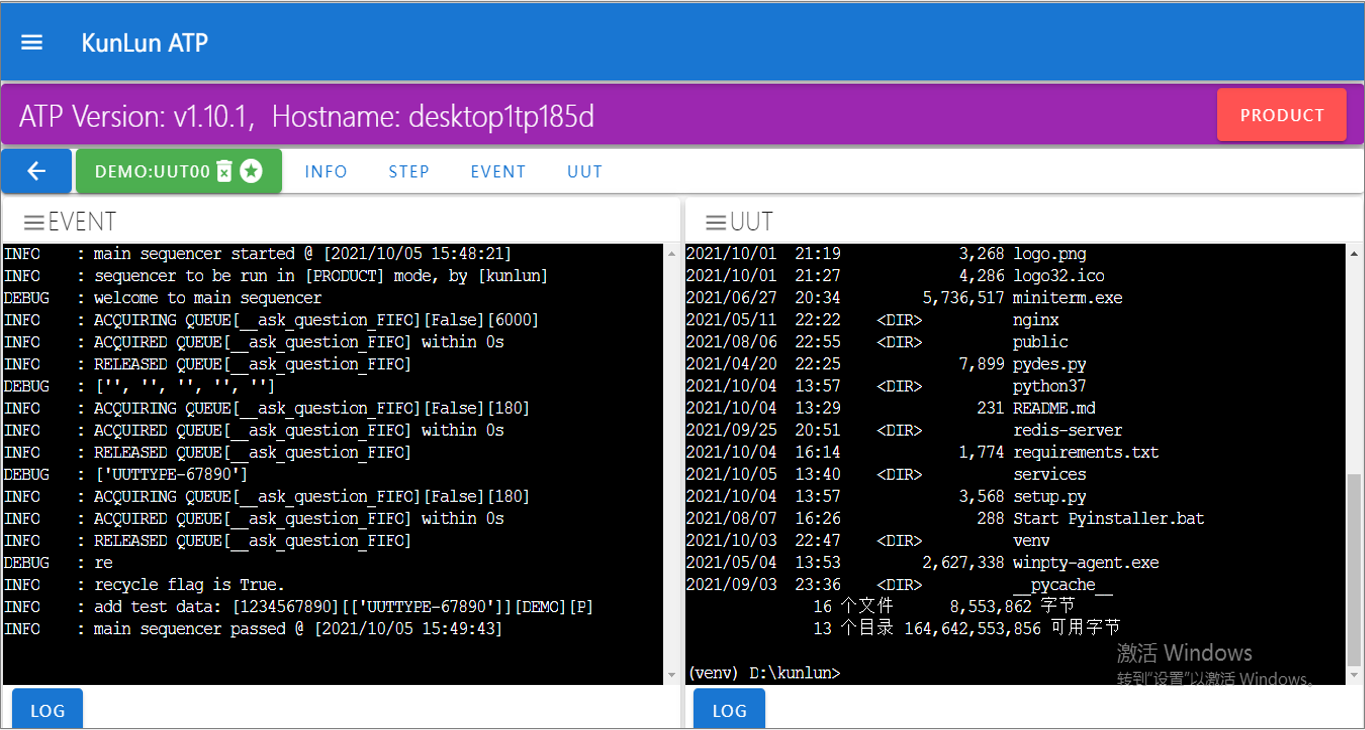 KunLun ATP
ATP Version: v1.10.1,  Hostname: desktop1tp185d
PRODUCT
DEMO:UUT00
INFO
STEP
EVENT
UUT
EVENT
INFO    : main sequencer started @ [2021/10/05 15:48:21]
INFO    : sequencer to be run in [PRODUCT] mode, by [kunlun]
DEBUG   : welcome to main sequencer
INFO    : ACQUIRING QUEUE[__ask_question_FIFO][False][6000]
INFO    : ACQUIRED QUEUE[__ask_question_FIFO] within 0s
INFO    : RELEASED QUEUE[__ask_question_FIFO]
DEBUG   : ['', '', '', '', '']
INFO    : ACQUIRING QUEUE[__ask_question_FIFO][False][180]
INFO    : ACQUIRED QUEUE[__ask_question_FIFO] within 0s
INFO    : RELEASED QUEUE[__ask_question_FIFO]
DEBUG   : ['UUTTYPE-67890']
INFO    : ACQUIRING QUEUE[__ask_question_FIFO][False][180]
INFO    : ACQUIRED QUEUE[__ask_question_FIFO] within 0s
INFO    : RELEASED QUEUE[__ask_question_FIFO]
DEBUG   : re
INFO    : recycle flag is True.
INFO    : add test data: [1234567890][['UUTTYPE-67890']][DEMO][P]
INFO    : main sequencer passed @ [2021/10/05 15:49:43]
LOG
UUT
2021/10/01  21:19             3,268 logo.png
2021/10/01  21:27             4,286 logo32.ico
2021/06/27  20:34         5,736,517 miniterm.exe
2021/05/11  22:22    <DIR>          nginx
2021/08/06  22:55    <DIR>          public
2021/04/20  22:25             7,899 pydes.py
2021/10/04  13:57    <DIR>          python37
2021/10/04  13:29               231 README.md
2021/09/25  20:51    <DIR>          redis-server
2021/10/04  16:14             1,774 requirements.txt
2021/10/05  13:40    <DIR>          services
2021/10/04  13:57             3,568 setup.py
2021/08/07  16:26               288 Start Pyinstaller.bat
2021/10/03  22:47    <DIR>          venv
2021/05/04  13:53         2,627,338 winpty-agent.exe
2021/09/03  23:36    <DIR>          __pycache__
16 个文件      8,553,862 字节
13 个目录 164,642,553,856 可用字节
(venv) D:\kunlun>
激活 Windows
转到"设置"以激活 Windows。
LOG